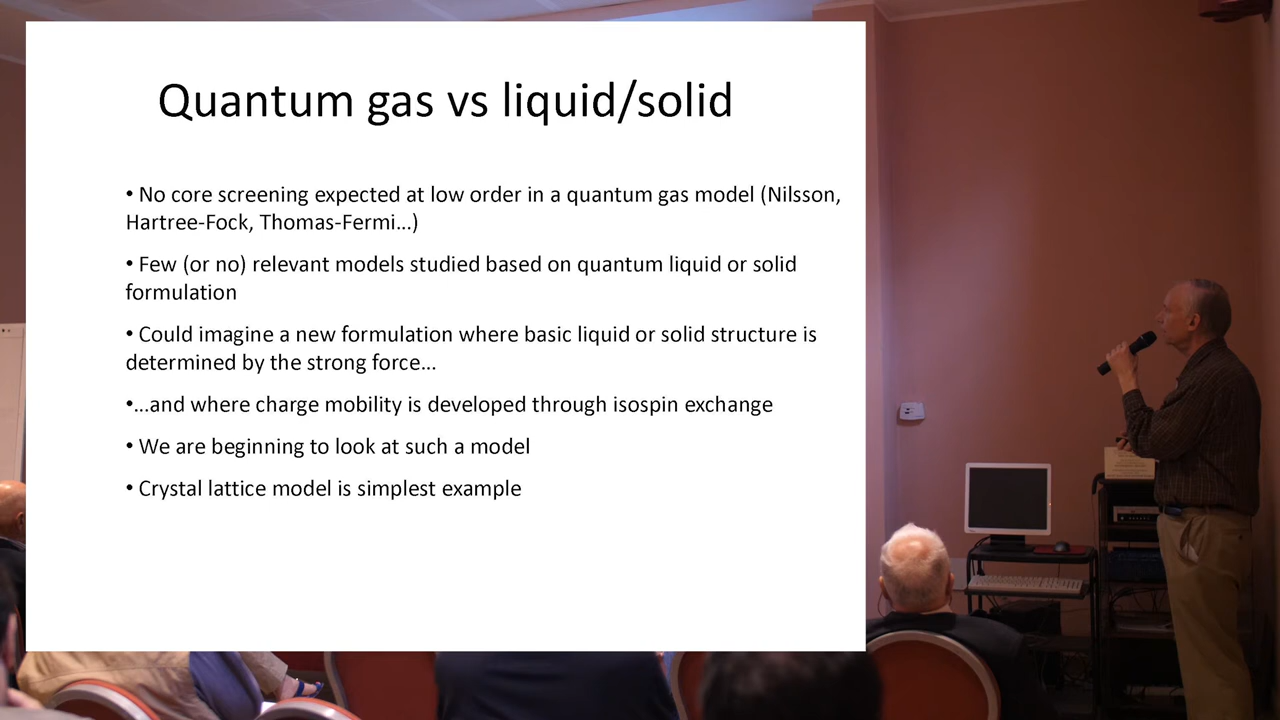 Quantum gas vs liquid/solid
• No core screening expected at low order in a quantum gas model (Nilsson,
Hartree-Fock, Thomas-Fermi...)
• Few (or no) relevant models studied based on quantum liquid or solid
formulation
• Could imagine a new formulation where basic liquid or solid structure is
determined by the strong force...
•...and where charge mobility is developed through isospin exchange
• We are beginning to look at such a model
• Crystal lattice model is simplest example